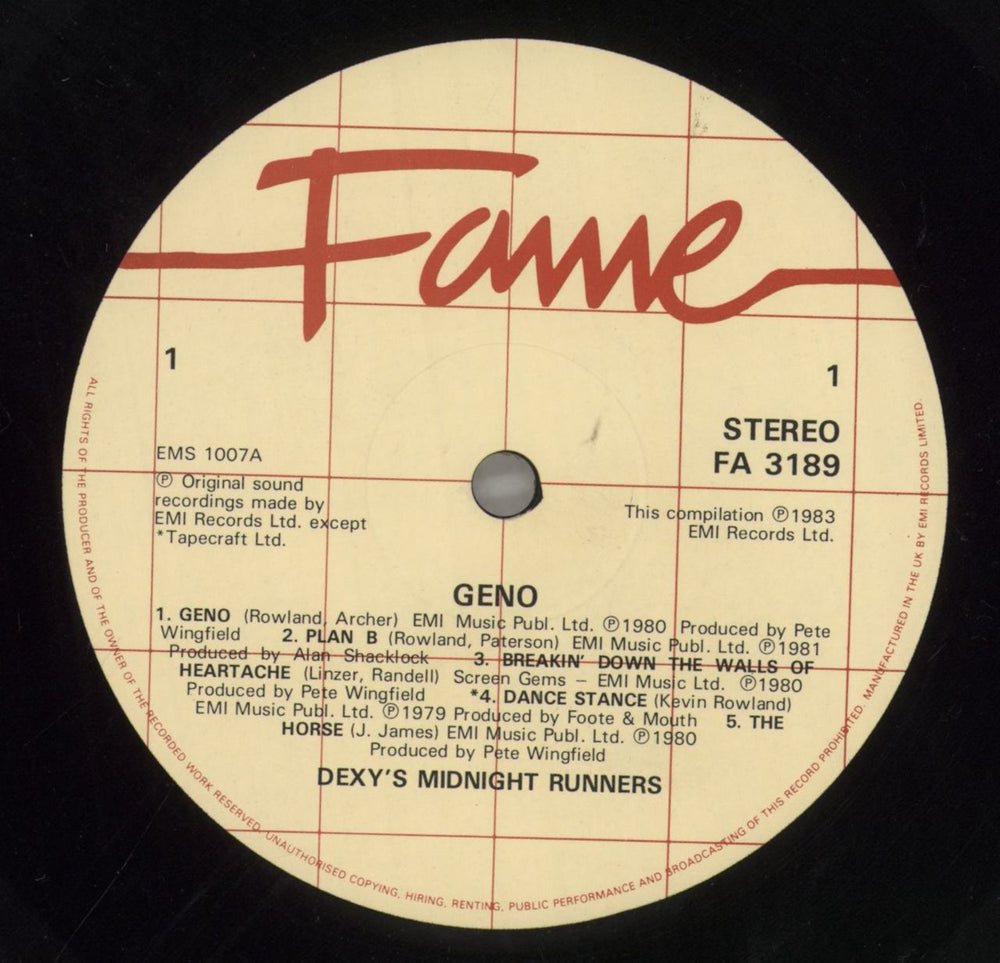 Fame
1
1
STEREO
FA 3189
EMS 1007A
Ⓟ Original sound
recordings made by
EMI Records Ltd. except
*Tapecraft Ltd.
This compilation Ⓟ1983
EMI Records Ltd.
GENO
1. GENO (Rowland, Archer) EMI Music Publ. Ltd. Ⓟ1980 Produced by Pete
Wingfield 2. PLAN B (Rowland, Paterson) EMI Music Publ. Ltd. Ⓟ1981
Produced by Alan Shacklock 3. BREAKIN' DOWN THE WALLS OF
HEARTACHE (Linzer, Randell) Screen Gems – EMI Music Ltd. Ⓟ1980
Produced by Pete Wingfield *4. DANCE STANCE (Kevin Rowland)
EMI Music Publ. Ltd. Ⓟ1979 Produced by Foote & Mouth 5. THE
HORSE (J. James) EMI Music Publ. Ltd. Ⓟ1980
Produced by Pete Wingfield
DEXY'S MIDNIGHT RUNNERS
ALL RIGHTS OF THE PRODUCER AND OF THE OWNER OF THE RECORDED WORK RESERVED. UNAUTHORISED COPYING, HIRING, RENTING, PUBLIC PERFORMANCE AND BROADCASTING OF THIS RECORD PROHIBITED. MANUFACTURED IN THE UK BY EMI RECORDS LIMITED.